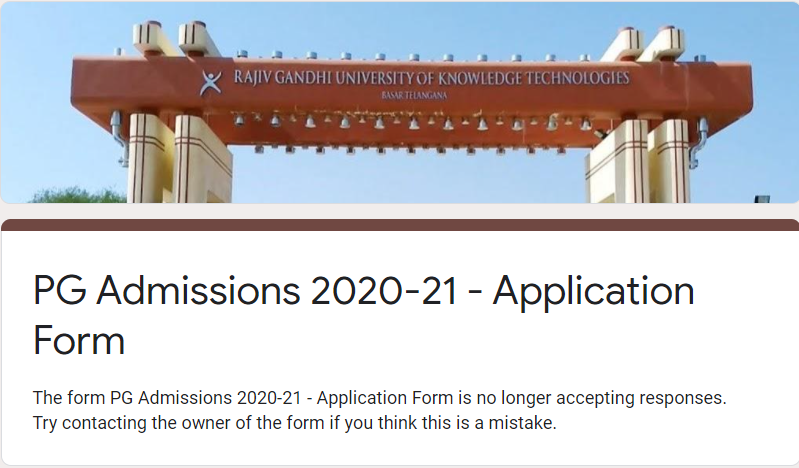 RAJIV GANDHI UNIVERSITY OF KNOWLEDGE TECHNOLOGIES
BASAR TELANGANA
PG Admissions 2020-21 - Application
Form
The form PG Admissions 2020-21 - Application Form is no longer accepting responses.
Try contacting the owner of the form if you think this is a mistake.